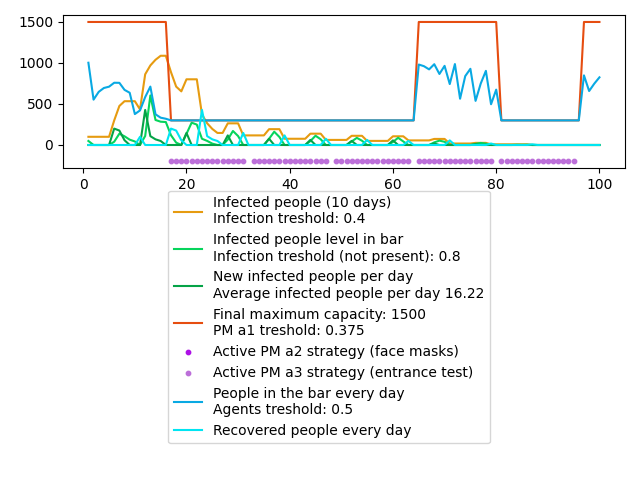 1500
1000
500
0
0
20
40
60
80
100
Infected people (10 days)
Infection treshold: 0.4
Infected people level in bar
Infection treshold (not present): 0.8
New infected people per day
Average infected people per day 16.22
Final maximum capacity: 1500
PM a1 treshold: 0.375
Active PM a2 strategy (face masks)
Active PM a3 strategy (entrance test)
People in the bar every day
Agents treshold: 0.5
Recovered people every day